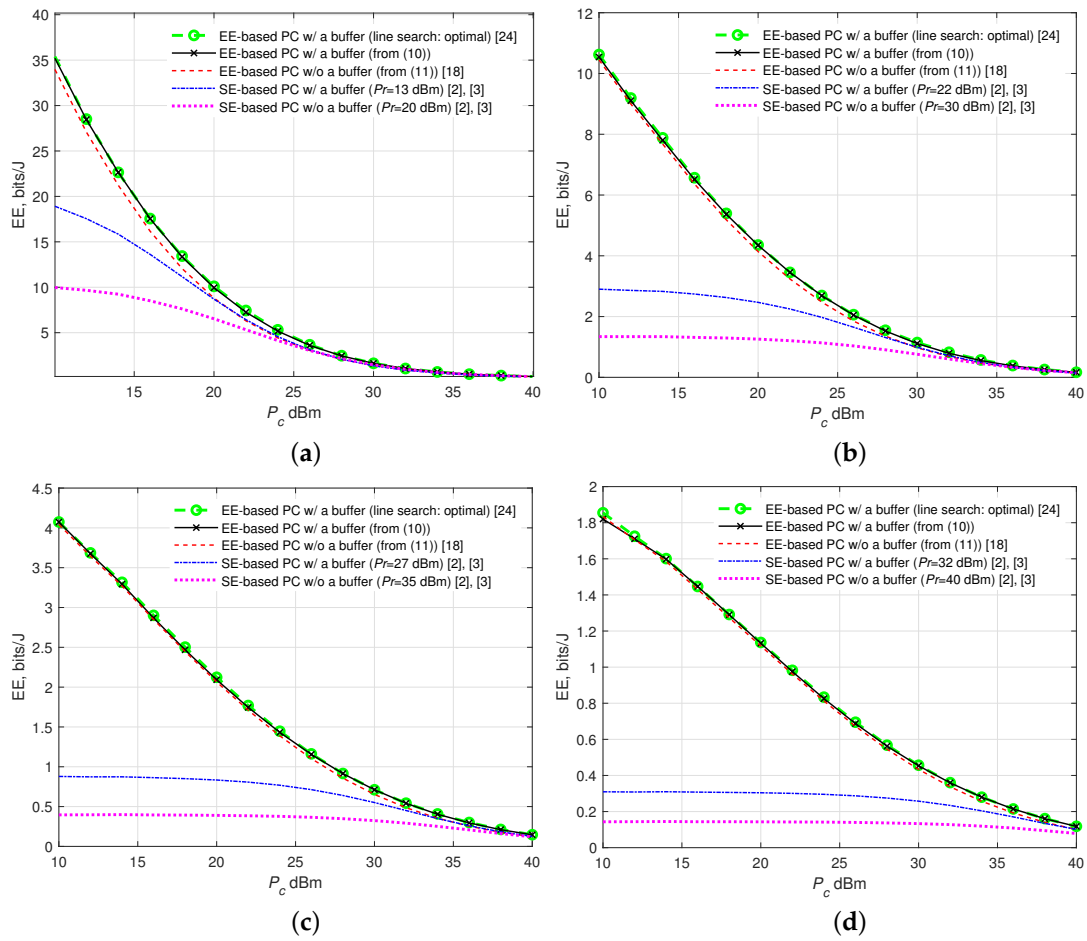 40
35
30
25
20
15
10
5
EE, bits/J
EE-based PC w/ a buffer (line search: optimal) [24]
EE-based PC w/ a buffer (from (10))
EE-based PC w/o a buffer (from (11)) [18]
SE-based PC w/ a buffer (Pr=13 dBm) [2], [3]
SE-based PC w/o a buffer (Pr=20 dBm) [2], [3]
15 20 25 30 35 40
P_c dBm
(a)
12
10
8
6
4
2
0
EE, bits/J
EE-based PC w/ a buffer (line search: optimal) [24]
EE-based PC w/ a buffer (from (10))
EE-based PC w/o a buffer (from (11)) [18]
SE-based PC w/ a buffer (Pr=22 dBm) [2], [3]
SE-based PC w/o a buffer (Pr=30 dBm) [2], [3]
10 15 20 25 30 35 40
P_c dBm
(b)
4.5
4
3.5
3
2.5
2
1.5
1
0.5
0
EE, bits/J
EE-based PC w/ a buffer (line search: optimal) [24]
EE-based PC w/ a buffer (from (10))
EE-based PC w/o a buffer (from (11)) [18]
SE-based PC w/ a buffer (Pr=27 dBm) [2], [3]
SE-based PC w/o a buffer (Pr=35 dBm) [2], [3]
10 15 20 25 30 35 40
P_c dBm
(c)
2
1.8
1.6
1.4
1.2
1
0.8
0.6
0.4
0.2
0
EE, bits/J
EE-based PC w/ a buffer (line search: optimal) [24]
EE-based PC w/ a buffer (from (10))
EE-based PC w/o a buffer (from (11)) [18]
SE-based PC w/ a buffer (Pr=32 dBm) [2], [3]
SE-based PC w/o a buffer (Pr=40 dBm) [2], [3]
10 15 20 25 30 35 40
P_c dBm
(d)